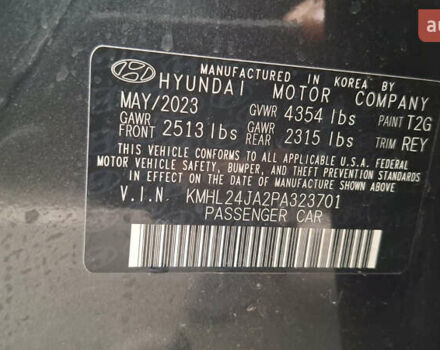 MANUFACTURED IN KOREA BY
HYUNDAI MOTOR COMPANY
MAY/2023 GVWR 4354 lbs PAINT T2G
GAWR FRONT 2513 lbs GAWR REAR 2315 lbs TRIM REY
THIS VEHICLE CONFORMS TO ALL APPLICABLE U.S.A. FEDERAL
MOTOR VEHICLE SAFETY, BUMPER, AND THEFT PREVENTION
STANDARDS IN EFFECT ON THE DATE OF MANUFACTURE SHOWN ABOVE.
V.I.N. KMHL24JA2PA323701
PASSENGER CAR